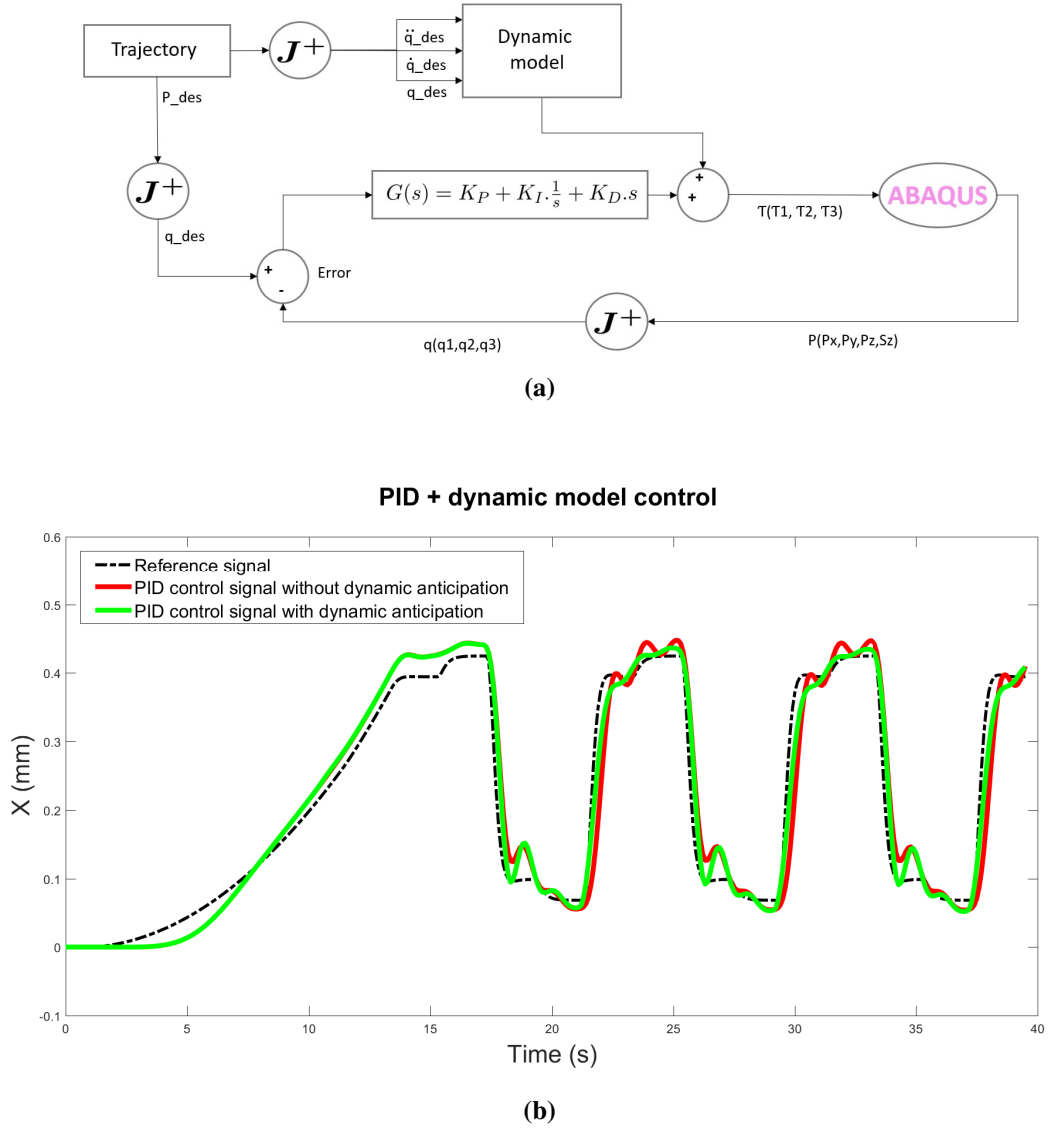 Trajectory
J⁺
q̈_des
q̇_des
q_des
Dynamic
model
P_des
J⁺
q_des
G(s) = K_P + K_I.1/s + K_D.s
+
+
T(T1, T2, T3)
ABAQUS
+
-
Error
J⁺
q(q1,q2,q3)
P(Px,Py,Pz,Sz)
(a)
PID + dynamic model control
Reference signal
PID control signal without dynamic anticipation
PID control signal with dynamic anticipation
X (mm)
0.6
0.5
0.4
0.3
0.2
0.1
0
-0.1
0 5 10 15 20 25 30 35 40
Time (s)
(b)